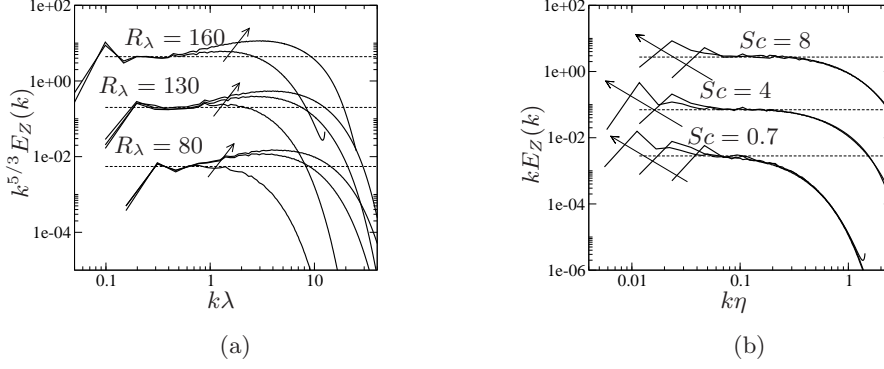 1e+02
1e+00
1e-02
1e-04
k^{5/3} E_Z(k)
R_λ = 160
R_λ = 130
R_λ = 80
0.1
1
10
kλ
(a)
1e+02
1e+00
1e-02
1e-04
1e-06
kE_Z(k)
Sc = 8
Sc = 4
Sc = 0.7
0.01
0.1
1
kη
(b)